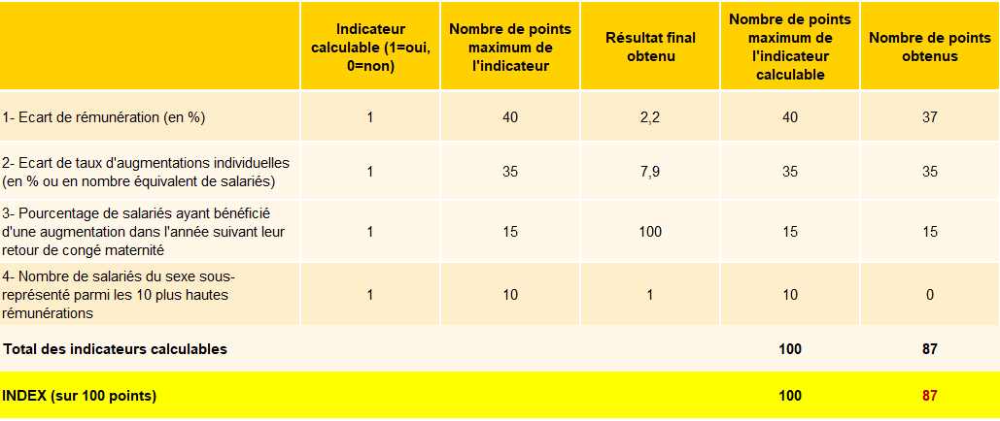 Indicateur
calculable (1=oui,
0=non)
Nombre de points
maximum de
l'indicateur
Résultat final
obtenu
Nombre de points
maximum de
l'indicateur
calculable
Nombre de points
obtenus
1- Ecart de rémunération (en %)
1
40
2,2
40
37
2- Ecart de taux d'augmentations individuelles
(en % ou en nombre équivalent de salariés)
1
35
7,9
35
35
3- Pourcentage de salariés ayant bénéficié
d'une augmentation dans l'année suivant leur
retour de congé maternité
1
15
100
15
15
4- Nombre de salariés du sexe sous-
représenté parmi les 10 plus hautes
rémunérations
1
10
1
10
0
Total des indicateurs calculables
100
87
INDEX (sur 100 points)
100
87